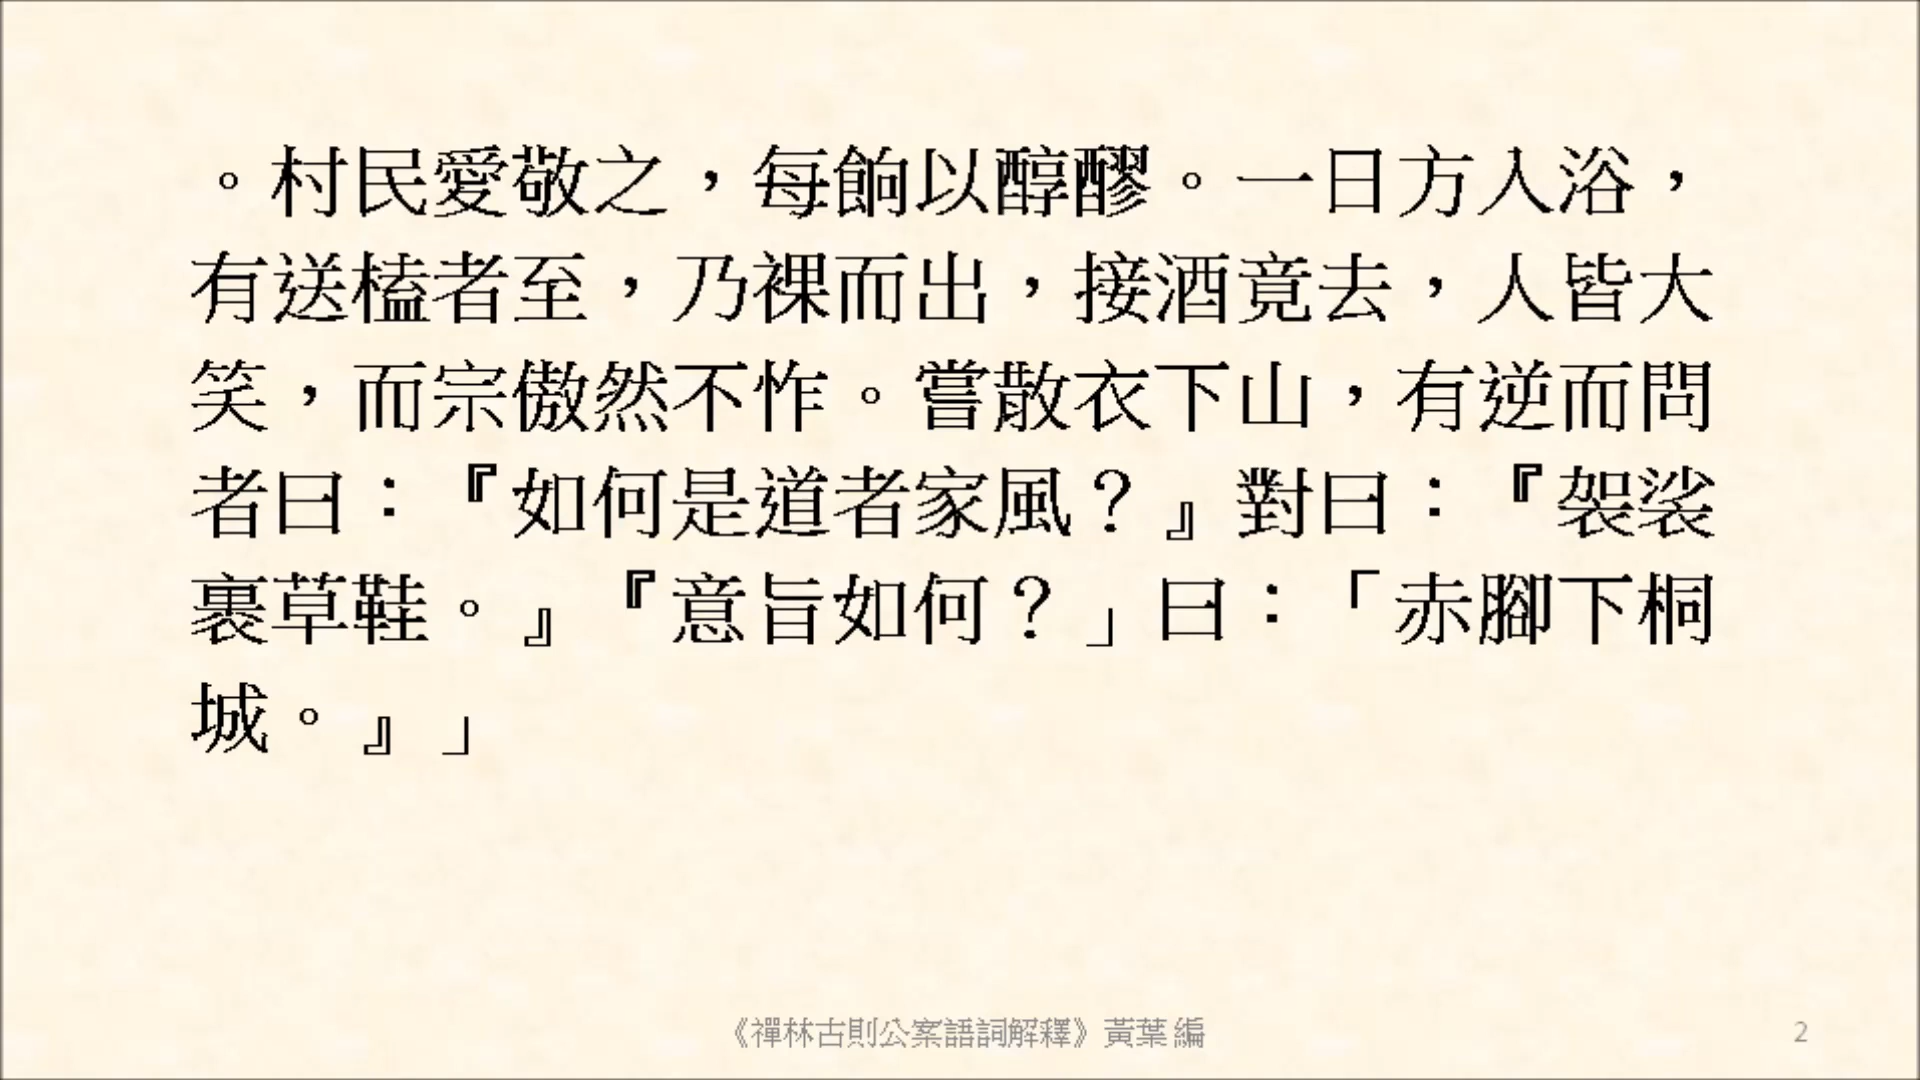 。村民愛敬之，每餉以醇醪。一日方入浴，
有送榼者至，乃裸而出，接酒竟去，人皆大
笑，而宗傲然不怍。嘗散衣下山，有逆而問
者曰：『如何是道者家風？』對曰：『袈裟
裹草鞋。』『意旨如何？」曰：「赤腳下桐
城。』」
《禪林古則公案語詞解釋》黃葉 編
2